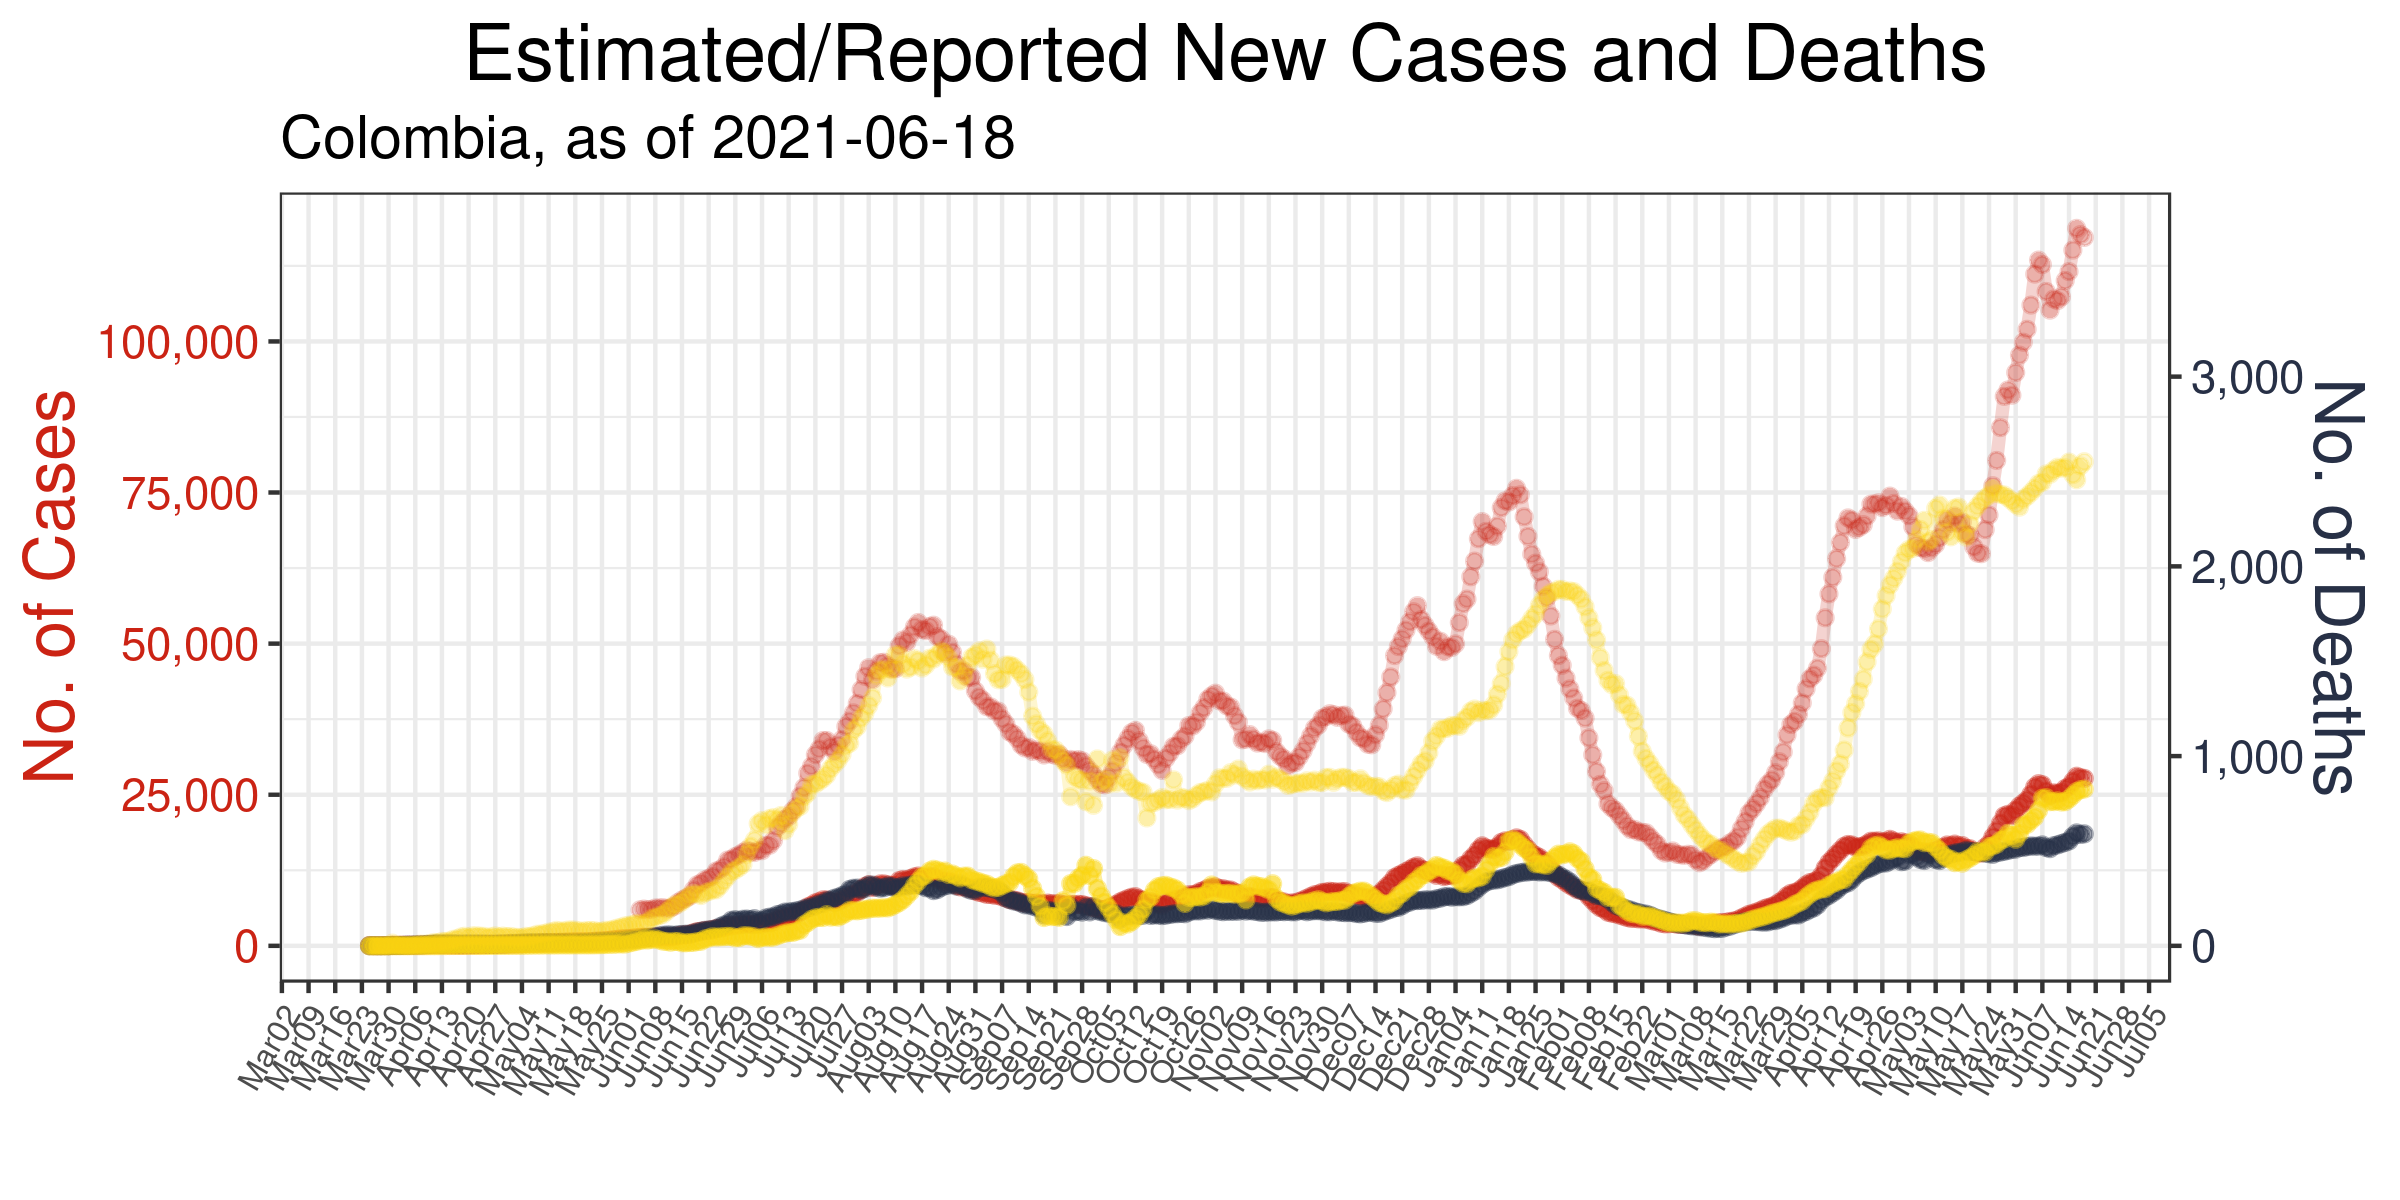 Estimated/Reported New Cases and Deaths
Colombia, as of 2021-06-18
No. of Cases
100,000
75,000
50,000
25,000
0
3,000
2,000
1,000
0
No. of Deaths
Mar02
Mar09
Mar16
Mar23
Mar30
Apr06
Apr13
Apr20
Apr27
May04
May11
May18
May25
Jun01
Jun08
Jun15
Jun22
Jun29
Jul06
Jul13
Jul20
Jul27
Aug03
Aug10
Aug17
Aug24
Aug31
Sep07
Sep14
Sep21
Sep28
Oct05
Oct12
Oct19
Oct26
Nov02
Nov09
Nov16
Nov23
Nov30
Dec07
Dec14
Dec21
Dec28
Jan04
Jan11
Jan18
Jan25
Feb01
Feb08
Feb15
Feb22
Mar01
Mar08
Mar15
Mar22
Mar29
Apr05
Apr12
Apr19
Apr26
May03
May10
May17
May24
May31
Jun07
Jun14
Jun21
Jun28
Jul05